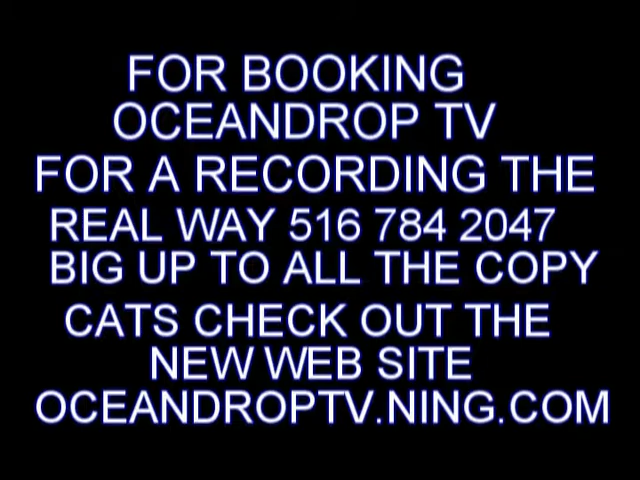 FOR BOOKING
OCEANDROP TV
FOR A RECORDING THE
REAL WAY 516 784 2047
BIG UP TO ALL THE COPY
CATS CHECK OUT THE
NEW WEB SITE
OCEANDROPTV.NING.COM